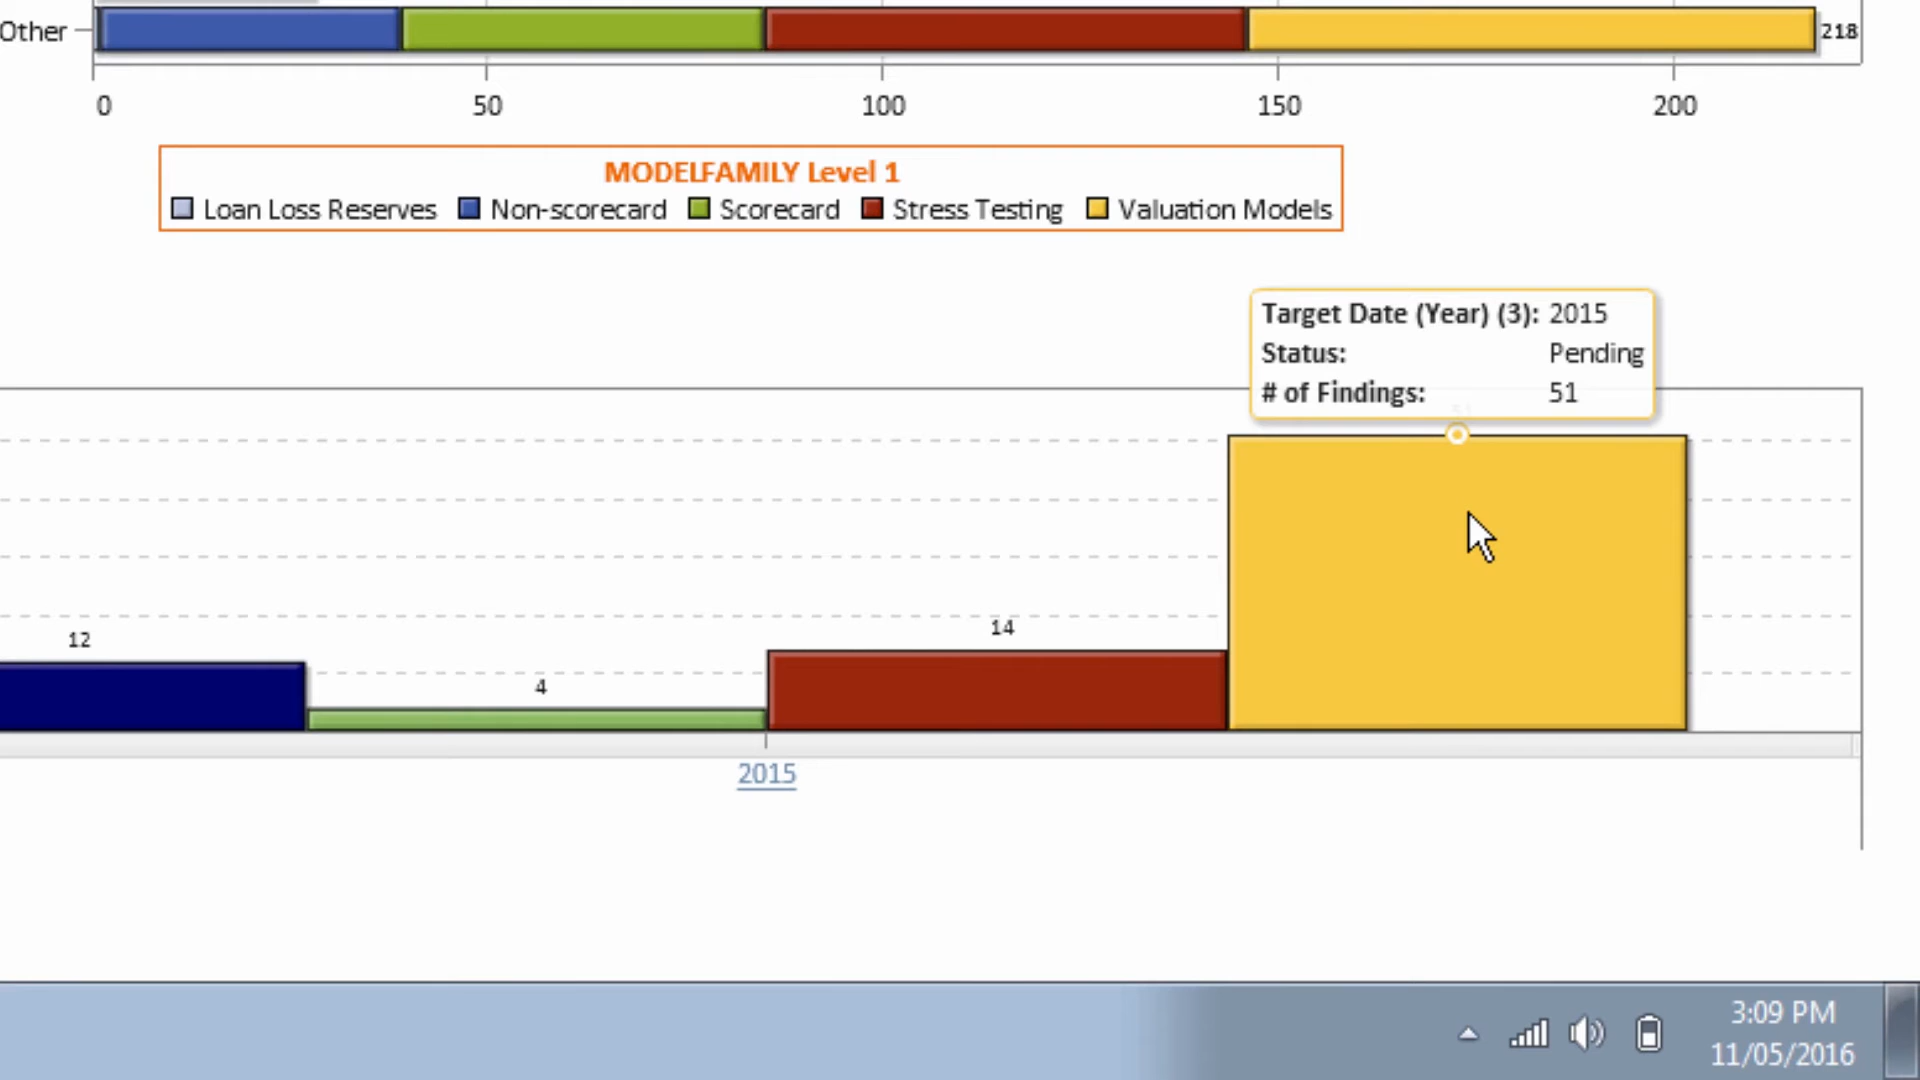 Other
218
0 50 100 150 200
MODELFAMILY Level 1
Loan Loss Reserves Non-scorecard Scorecard Stress Testing Valuation Models
Target Date (Year) (3): 2015
Status: Pending
# of Findings: 51
12
4
14
2015
3:09 PM
11/05/2016